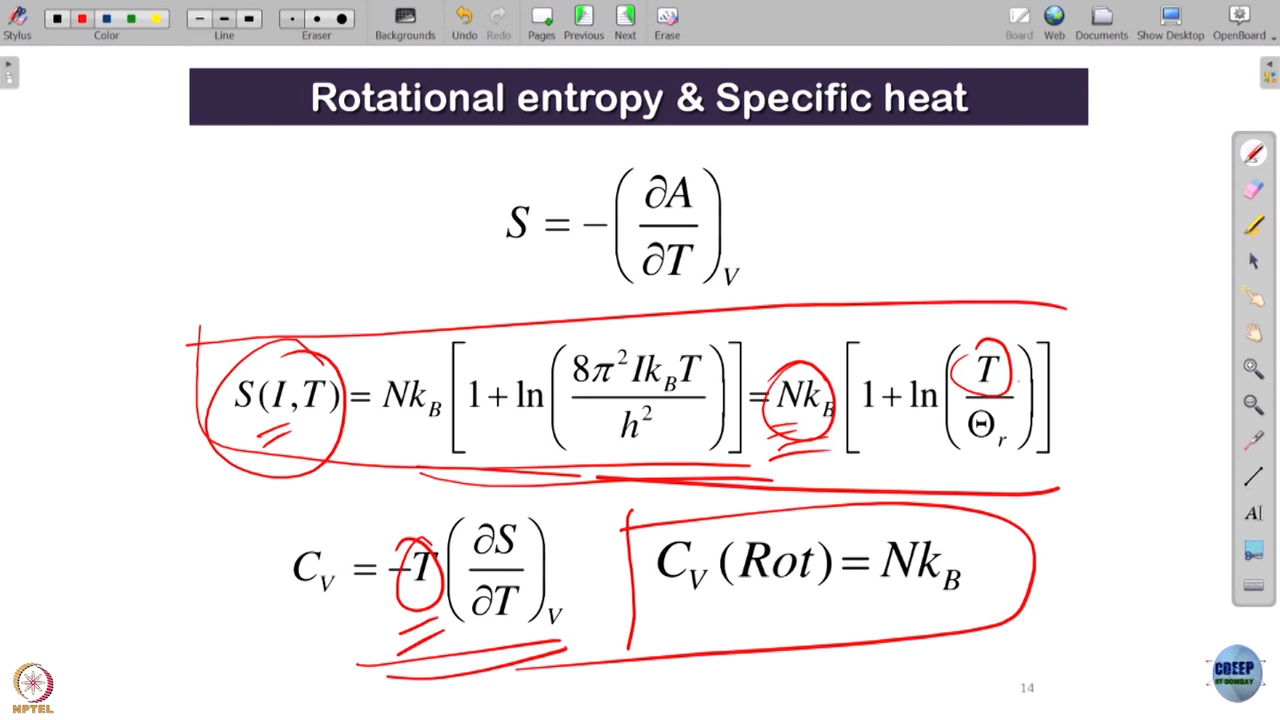 Stylus Color Line Eraser Backgrounds Undo Redo Pages Previous Next Erase Board Web Documents Show Desktop OpenBoard
Rotational entropy & Specific heat
S = −(∂A/∂T)_V
S(I,T) = Nk_B [1 + ln(8π²Ik_BT/h²)] = Nk_B [1 + ln(T/Θ_r)]
C_V = −T(∂S/∂T)_V
C_V(Rot) = Nk_B
14
NPTEL
CDEEP
IIT BOMBAY